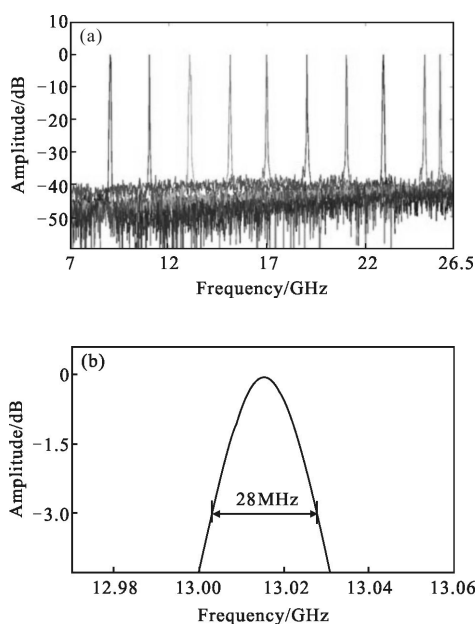 (a)
10
0
-10
-20
-30
-40
-50
Amplitude/dB
7
12
17
22
26.5
Frequency/GHz
(b)
0
-1.5
-3.0
Amplitude/dB
28MHz
12.98
13.00
13.02
13.04
13.06
Frequency/GHz